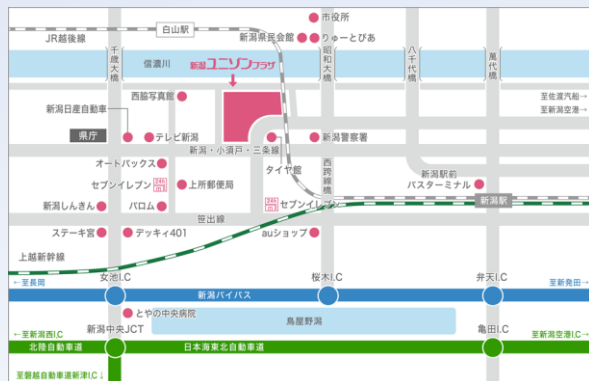 市役所
白山駅
JR越後線
新潟県民会館
りゅーとぴあ
千歳大橋
昭和大橋
八千代橋
萬代橋
信濃川
新潟ユニゾンプラザ
西脇写真館
至佐渡汽船→
至新潟空港→
新潟日産自動車
県庁
テレビ新潟
新潟・小須戸・三条線
タイヤ館
新潟警察署
オートバックス
西跨線橋
新潟駅前
バスターミナル
セブンイレブン
上所郵便局
新潟駅
新潟しんきん
パロム
セブンイレブン
笹出線
ステーキ宮
デッキィ401
auショップ
上越新幹線
女池I.C
桜木I.C
弁天I.C
←至長岡
新潟バイパス
至新発田→
とやの中央病院
鳥屋野潟
←至新潟西I.C
新潟中央JCT
亀田I.C
至新潟空港I.C→
北陸自動車道
日本海東北自動車道
至磐越自動車道新津I.C↓